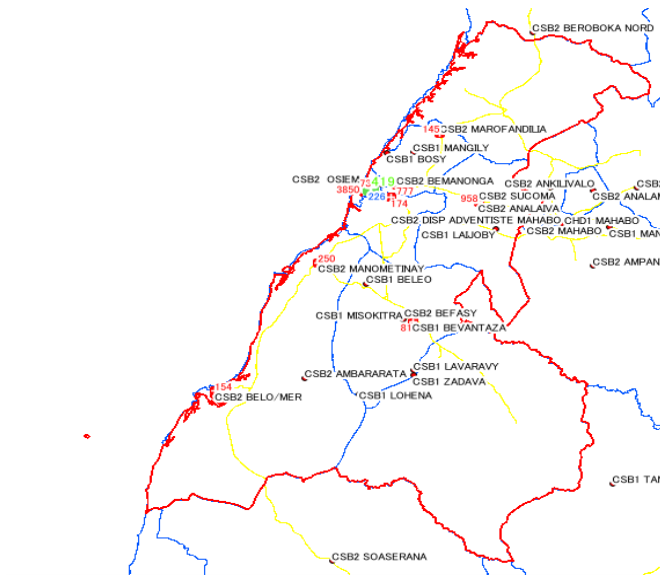 CSB2 BEROBOKA NORD
145 CSB2 MAROFANDILIA
CSB1 MANGILY
CSB1 BOSY
CSB2 OSIEM
419
CSB2 BEMANONGA
3850
777
226
174
CSB2 ANKILIVALO
CSB2
958 CSB2 SUCOMA
CSB2 ANALAIVA
CSB2 DISP ADVENTISTE MAHABO
CHD1 MAHABO
CSB1 LAIJOBY
CSB2 MAHABO
CSB1 MAN
250
CSB2 MANOMETINAY
CSB2 AMPAN
CSB1 BELEO
CSB1 MISOKITRA
CSB2 BEFASY
81 CSB1 BEVANTAZA
CSB2 AMBARARATA
CSB1 LAVARAVY
CSB1 ZADAVA
154
CSB2 BELO/MER
CSB1 LOHENA
CSB1 TAN
CSB2 SOASERANA